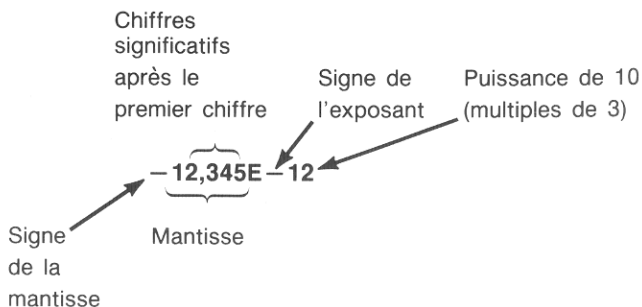 Chiffres
significatifs
après le
premier chiffre
Signe de
l'exposant
Puissance de 10
(multiples de 3)
–12,345E–12
Signe
de la
mantisse
Mantisse